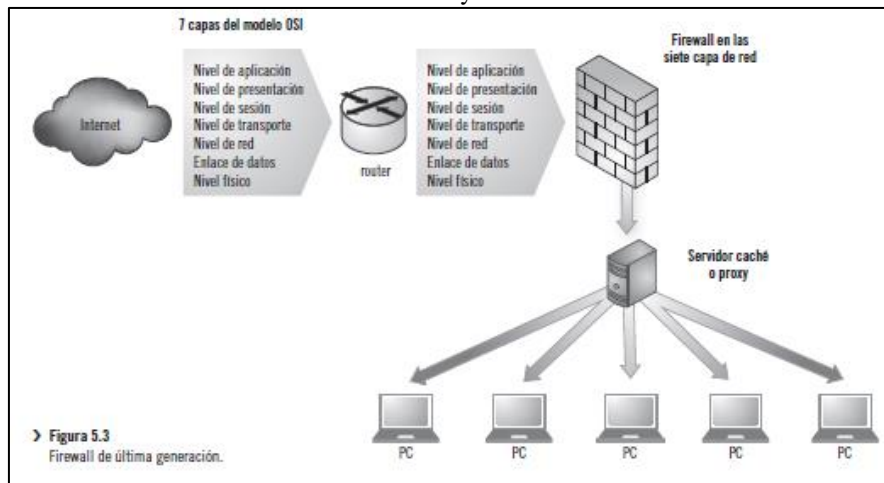 y
7 capas del modelo OSI
Internet
Nivel de aplicación
Nivel de presentación
Nivel de sesión
Nivel de transporte
Nivel de red
Enlace de datos
Nivel físico
router
Nivel de aplicación
Nivel de presentación
Nivel de sesión
Nivel de transporte
Nivel de red
Enlace de datos
Nivel físico
Firewall en las
siete capa de red
Servidor caché
o proxy
PC
PC
PC
PC
PC
Figura 5.3
Firewall de última generación.